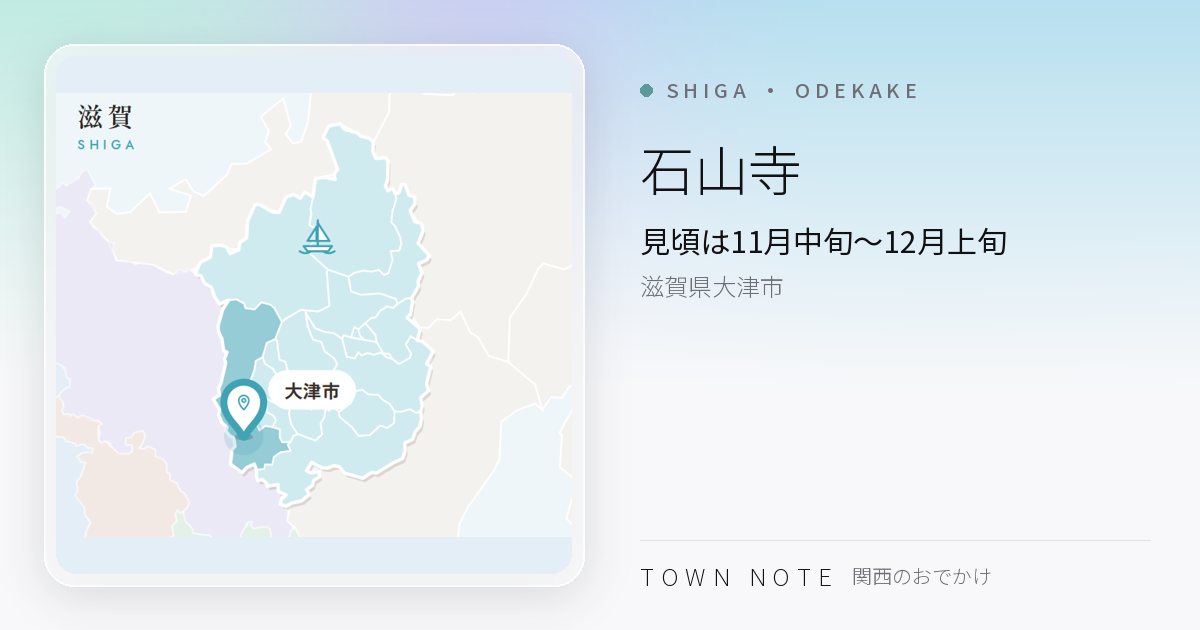 滋賀
SHIGA
大津市
SHIGA・ODEKAKE
石山寺
見頃は11月中旬〜12月上旬
滋賀県大津市
TOWN NOTE 関西のおでかけ